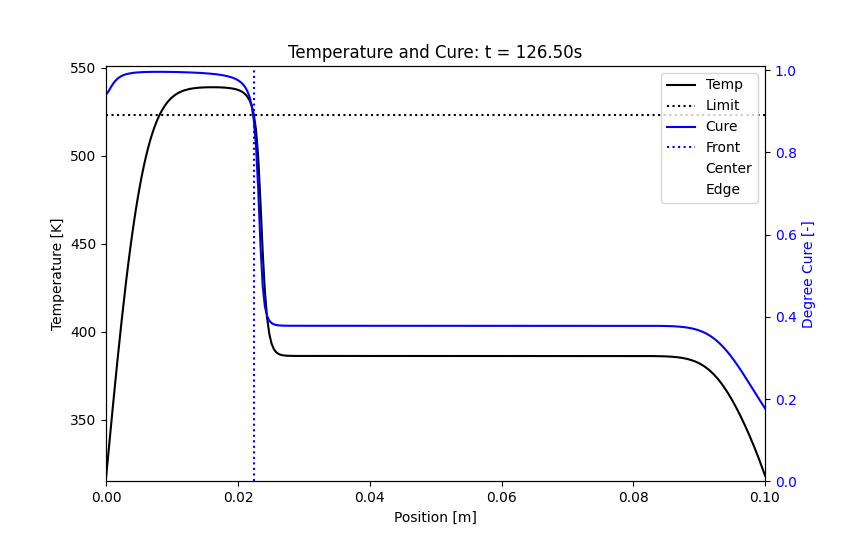 Temperature and Cure: t = 126.50s
550
500
450
400
350
Temperature [K]
1.0
0.8
0.6
0.4
0.2
0.0
Degree Cure [-]
Temp
Limit
Cure
Front
Center
Edge
0.00 0.02 0.04 0.06 0.08 0.10
Position [m]